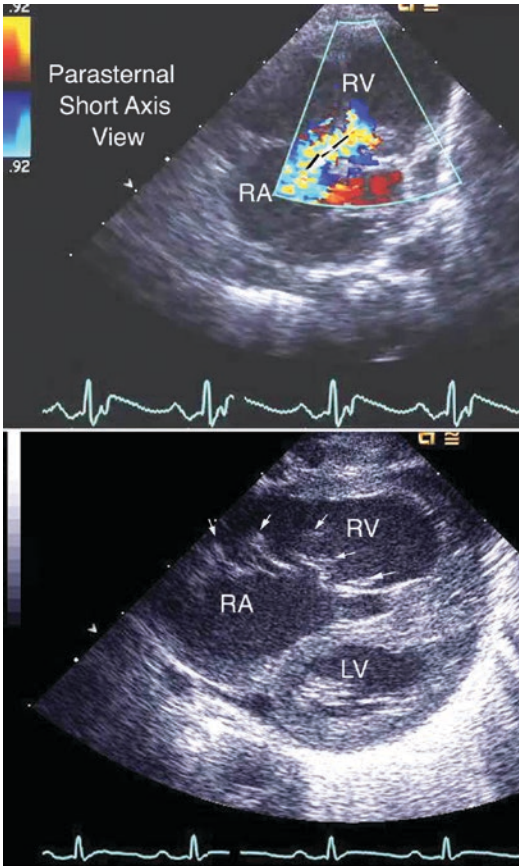 .92
Parasternal
Short Axis
View
.92
RV
RA
RV
RA
LV